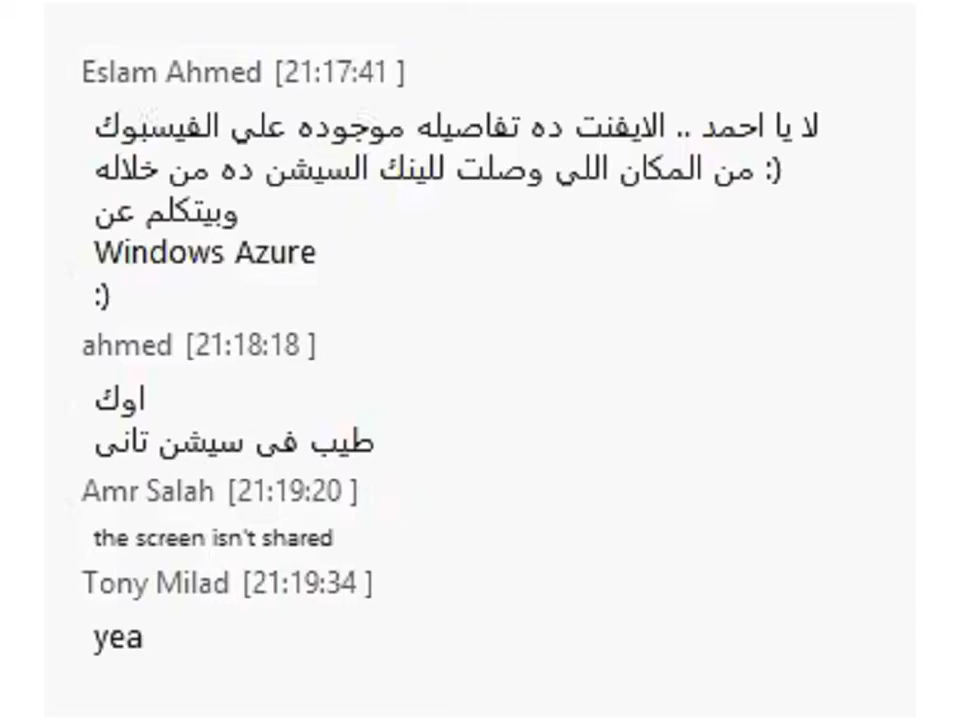 Eslam Ahmed [21:17:41 ]
لا يا احمد .. الايفنت ده تفاصيله موجوده علي الفيسبوك
من المكان اللي وصلت للينك السيشن ده من خلاله :)
وبيتكلم عن
Windows Azure
:)
ahmed [21:18:18 ]
اوك
طيب فى سيشن تانى
Amr Salah [21:19:20 ]
the screen isn't shared
Tony Milad [21:19:34 ]
yea